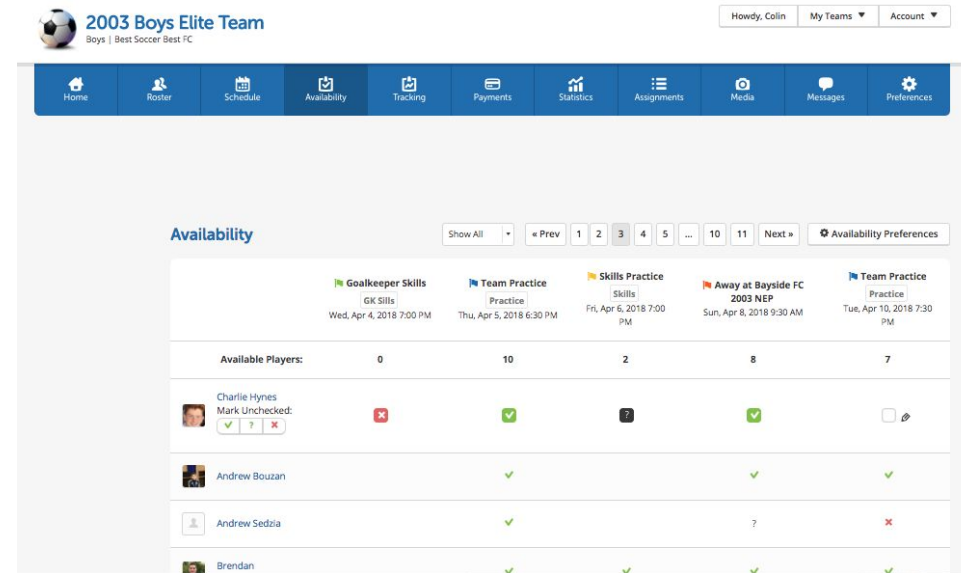 2003 Boys Elite Team
Boys | Best Soccer Best FC
Howdy, Colin
My Teams ▼
Account ▼
Home
Roster
Schedule
Availability
Tracking
Payments
Statistics
Assignments
Media
Messages
Preferences
Availability
Show All
« Prev
1
2
3
4
5
...
10
11
Next »
Availability Preferences
Goalkeeper Skills
GK Sills
Wed, Apr 4, 2018 7:00 PM
Team Practice
Practice
Thu, Apr 5, 2018 6:30 PM
Skills Practice
Skills
Fri, Apr 6, 2018 7:00
PM
Away at Bayside FC
2003 NEP
Sun, Apr 8, 2018 9:30 AM
Team Practice
Practice
Tue, Apr 10, 2018 7:30
PM
Available Players:
0
10
2
8
7
Charlie Hynes
Mark Unchecked:
✓ ? ✗
✗ ✓ ? ✓
Andrew Bouzan
✓ ✓ ✓
Andrew Sedzia
✓ ? ✗
Brendan
✓ ✓ ✓ ✓